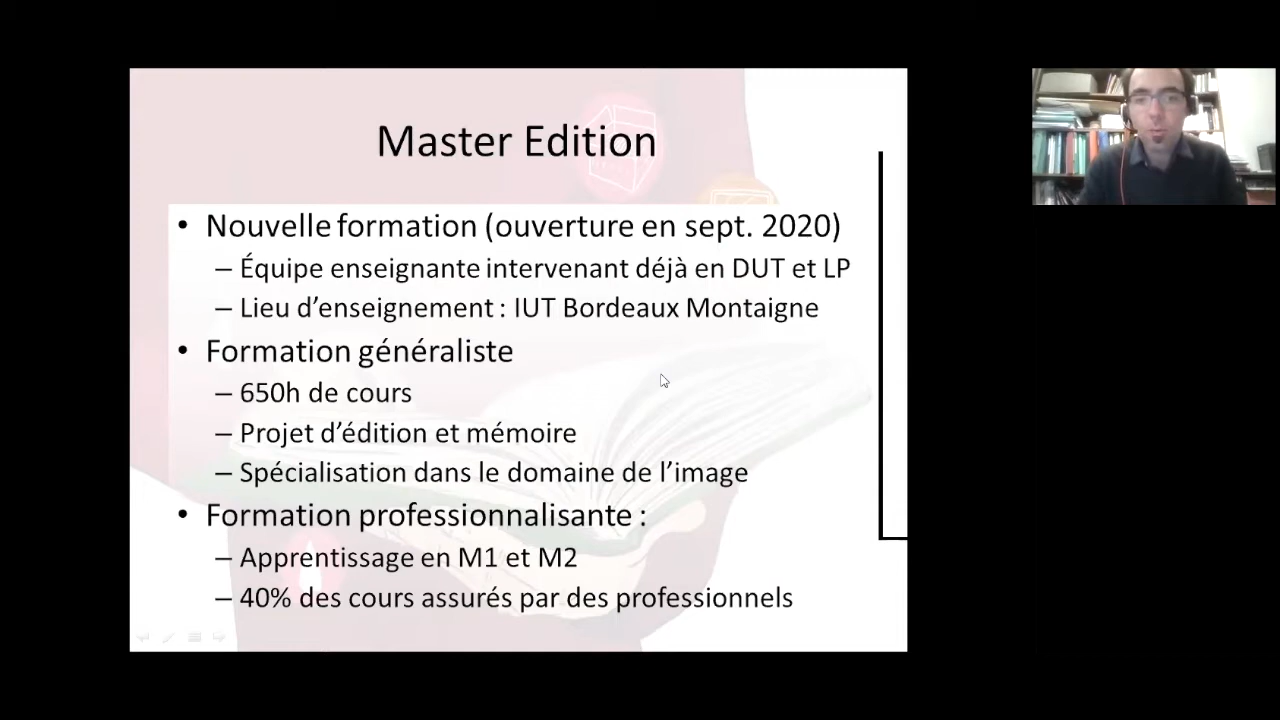 Master Edition
• Nouvelle formation (ouverture en sept. 2020)
– Équipe enseignante intervenant déjà en DUT et LP
– Lieu d’enseignement : IUT Bordeaux Montaigne
• Formation généraliste
– 650h de cours
– Projet d’édition et mémoire
– Spécialisation dans le domaine de l’image
• Formation professionnalisante :
– Apprentissage en M1 et M2
– 40% des cours assurés par des professionnels